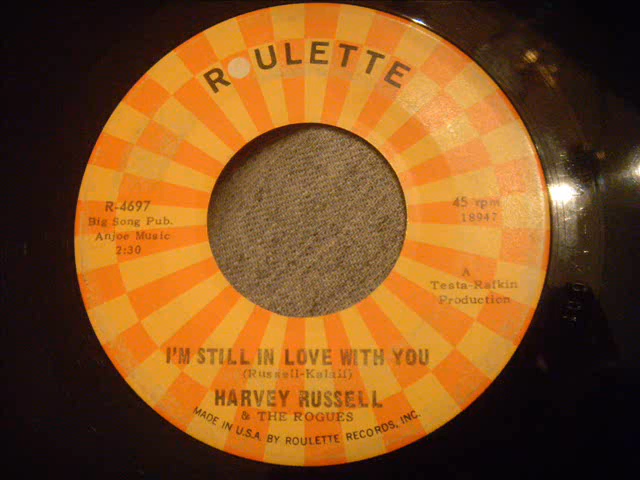 ROULETTE
R-4697
Big Song Pub.
Anjoe Music
2:30
45 rpm
18947
A
Testa-Rafkin
Production
I'M STILL IN LOVE WITH YOU
(Russell-Kalail)
HARVEY RUSSELL
& THE ROGUES
MADE IN U.S.A. BY ROULETTE RECORDS, INC.